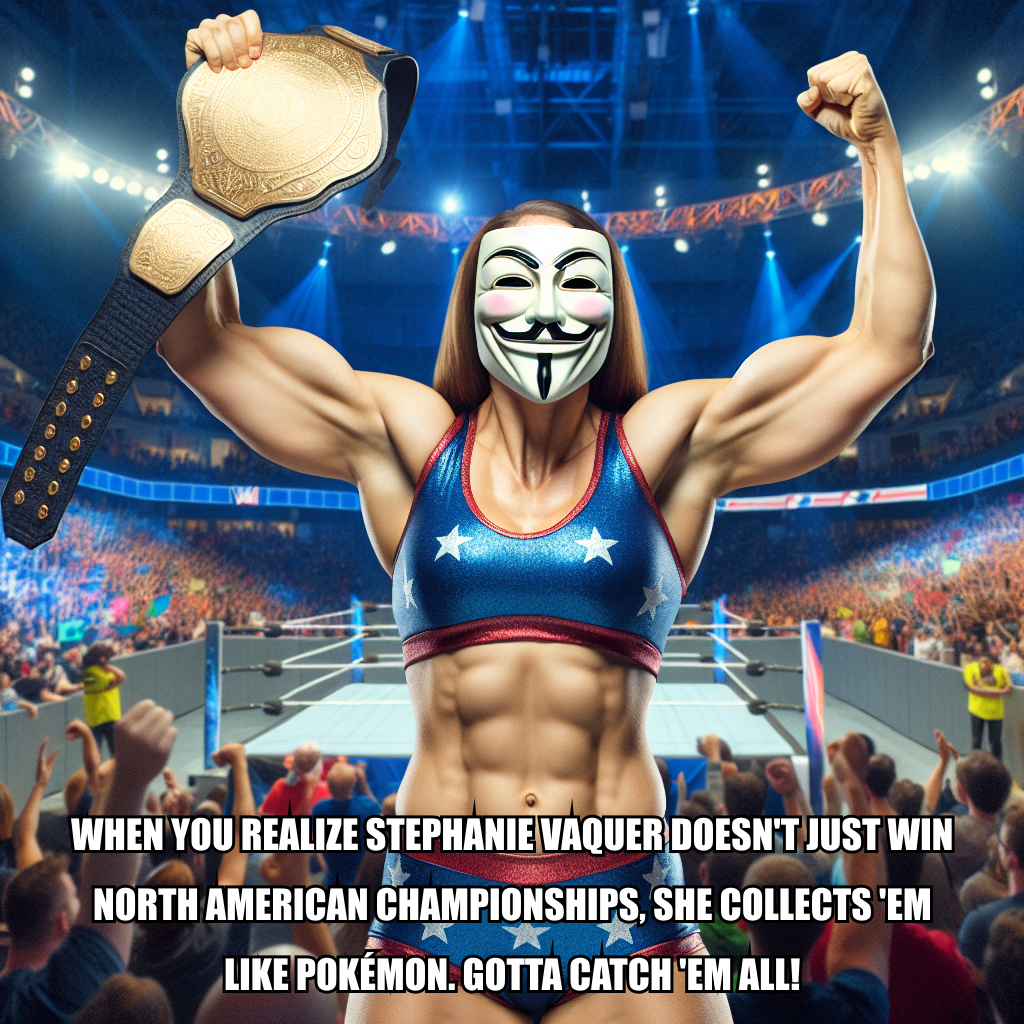 WHEN YOU REALIZE STEPHANIE VAQUER DOESN'T JUST WIN
NORTH AMERICAN CHAMPIONSHIPS, SHE COLLECTS 'EM
LIKE POKÉMON. GOTTA CATCH 'EM ALL!